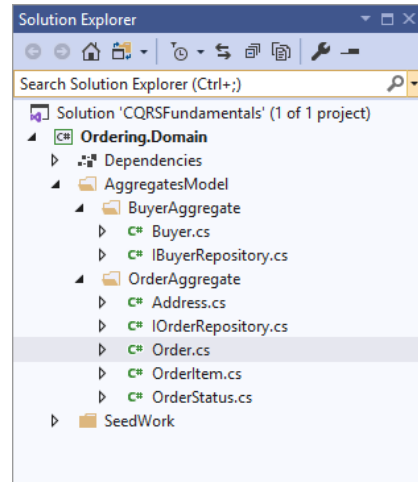 Solution Explorer
Search Solution Explorer (Ctrl+;)
Solution 'CQRSFundamentals' (1 of 1 project)
C# Ordering.Domain
Dependencies
AggregatesModel
BuyerAggregate
C# Buyer.cs
C# IBuyerRepository.cs
OrderAggregate
C# Address.cs
C# IOrderRepository.cs
C# Order.cs
C# OrderItem.cs
C# OrderStatus.cs
SeedWork